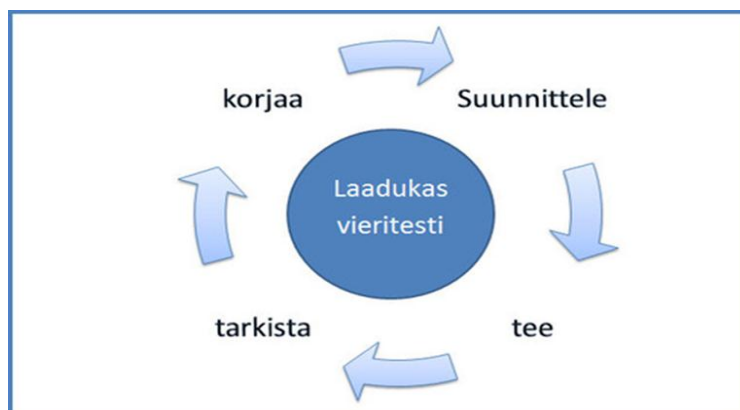 korjaa
Suunnittele
Laadukas
vieritesti
tarkista
tee